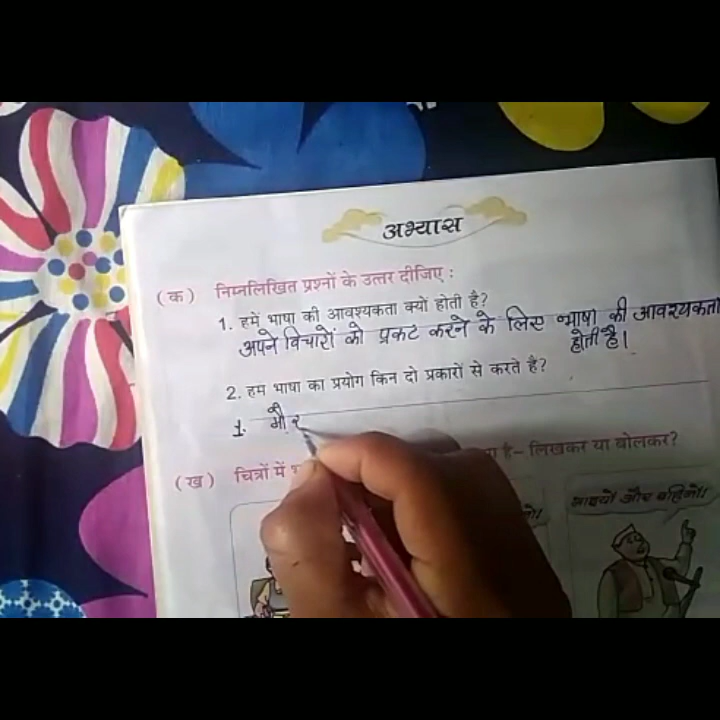 अभ्यास
(क) निम्नलिखित प्रश्नों के उत्तर दीजिए :
1. हमें भाषा की आवश्यकता क्यों होती है?
अपने विचारों को प्रकट करने के लिए भाषा की आवश्यकता
होती है।
2. हम भाषा का प्रयोग किन दो प्रकारों से करते है?
1. मौ
(ख) चित्रों में है– लिखकर या बोलकर?
भाइयों और बहिनों!